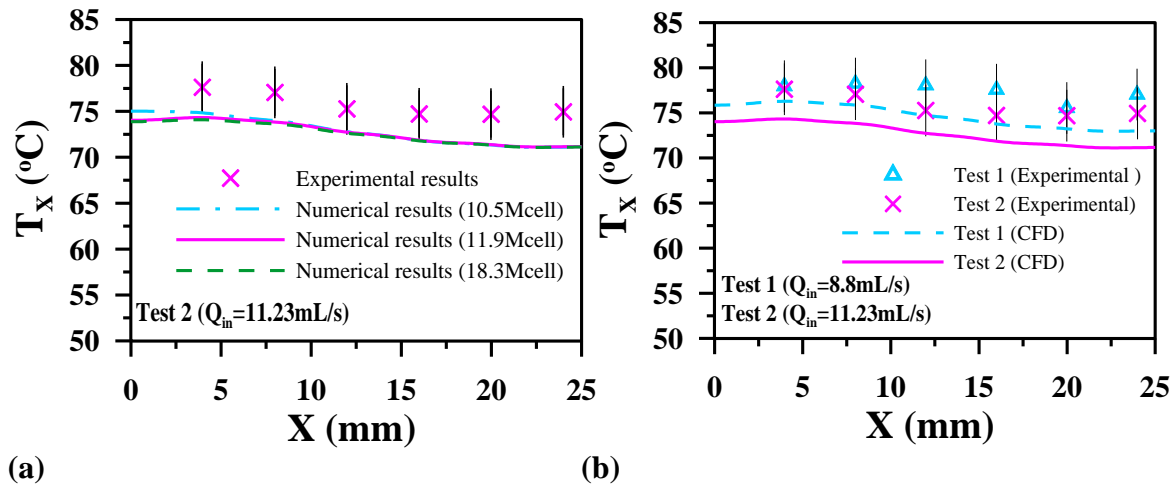 85
80
75
70
65
60
55
50
T_X (°C)
Experimental results
Numerical results (10.5Mcell)
Numerical results (11.9Mcell)
Numerical results (18.3Mcell)
Test 2 (Q_in=11.23mL/s)
0 5 10 15 20 25
X (mm)
(a)
85
80
75
70
65
60
55
50
T_X (°C)
Test 1 (Experimental )
Test 2 (Experimental)
Test 1 (CFD)
Test 2 (CFD)
Test 1 (Q_in=8.8mL/s)
Test 2 (Q_in=11.23mL/s)
0 5 10 15 20 25
X (mm)
(b)